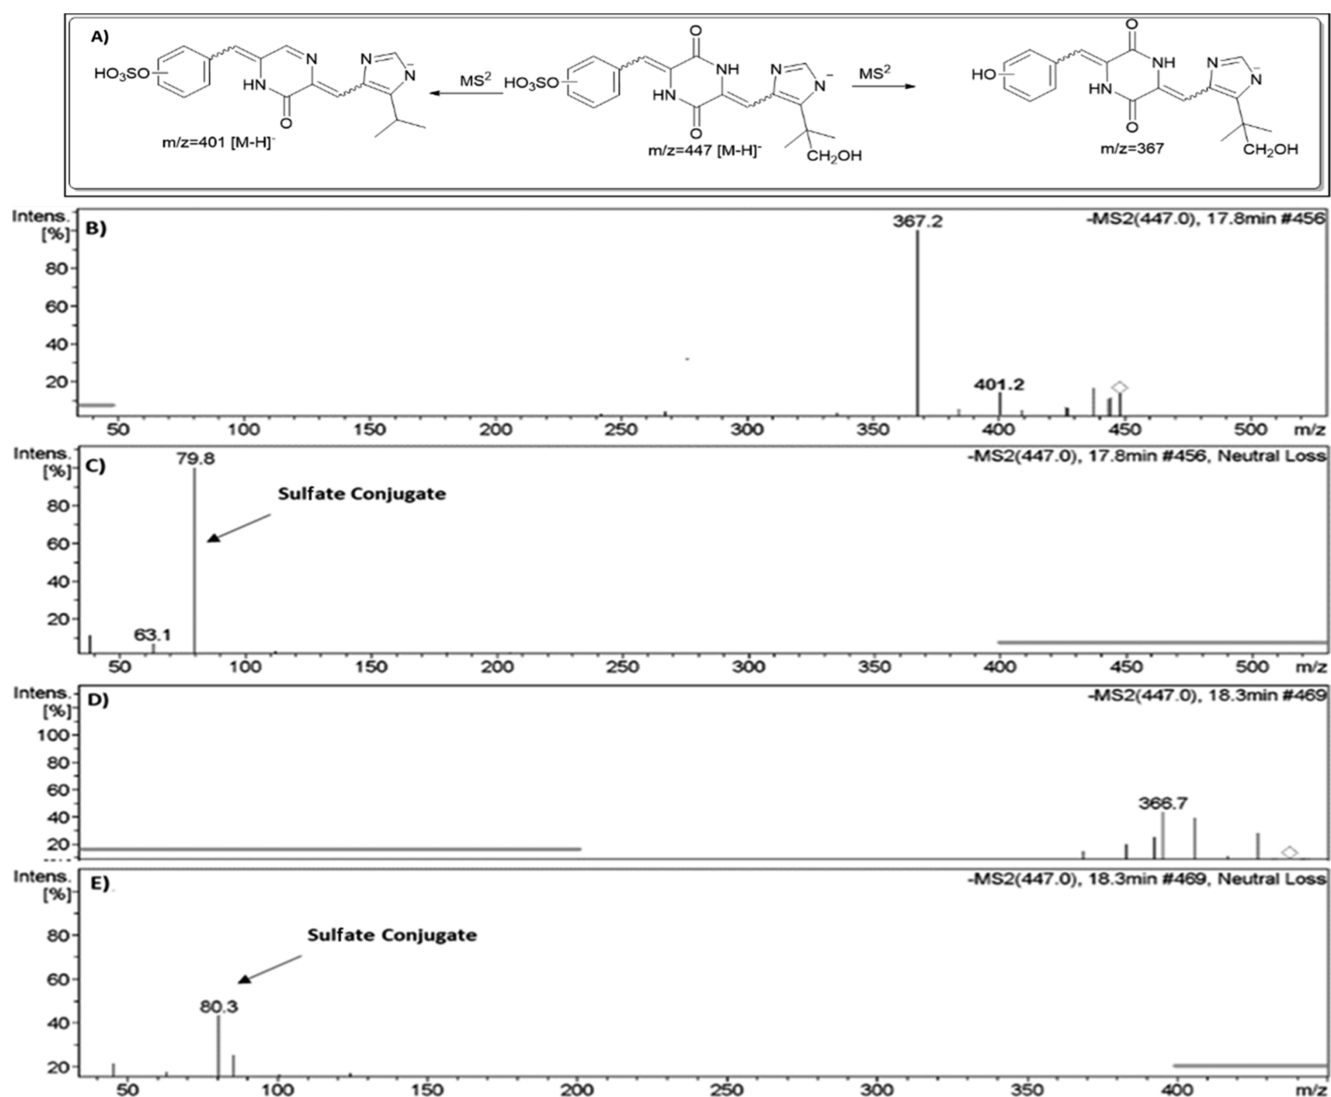 A)
HO3SO
HN
N
O
N
N
-
m/z=401 [M-H]-
MS2
HO3SO
O
NH
HN
O
N
N
-
CH2OH
m/z=447 [M-H]-
MS2
HO
O
NH
HN
O
N
N
-
CH2OH
m/z=367
Intens.
[%]
B)
-MS2(447.0), 17.8min #456
367.2
401.2
80
60
40
20
50 100 150 200 250 300 350 400 450 500 m/z
Intens.
[%]
C)
-MS2(447.0), 17.8min #456, Neutral Loss
79.8
Sulfate Conjugate
63.1
80
60
40
20
50 100 150 200 250 300 350 400 450 500 m/z
Intens.
[%]
D)
-MS2(447.0), 18.3min #469
366.7
100
80
60
40
20
Intens.
[%]
E)
-MS2(447.0), 18.3min #469, Neutral Loss
Sulfate Conjugate
80.3
80
60
40
20
50 100 150 200 250 300 350 400 m/z